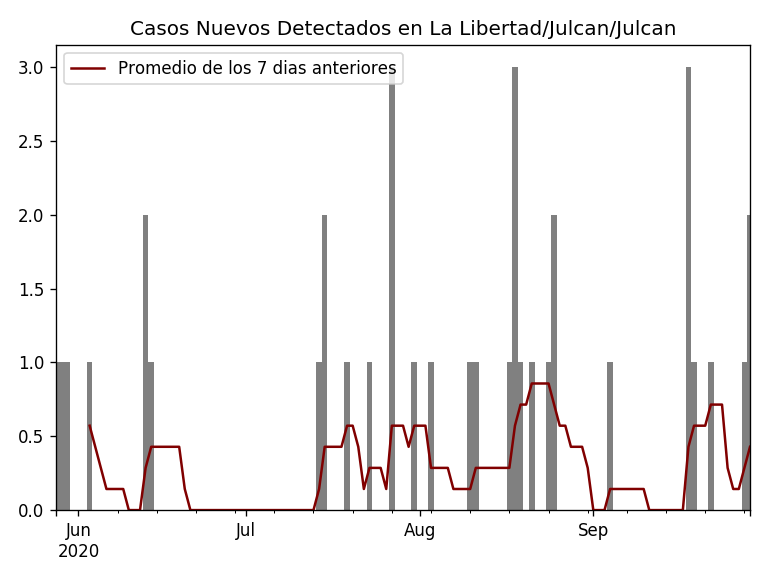 Casos Nuevos Detectados en La Libertad/Julcan/Julcan
Promedio de los 7 dias anteriores
3.0
2.5
2.0
1.5
1.0
0.5
0.0
Jun Jul Aug Sep
2020